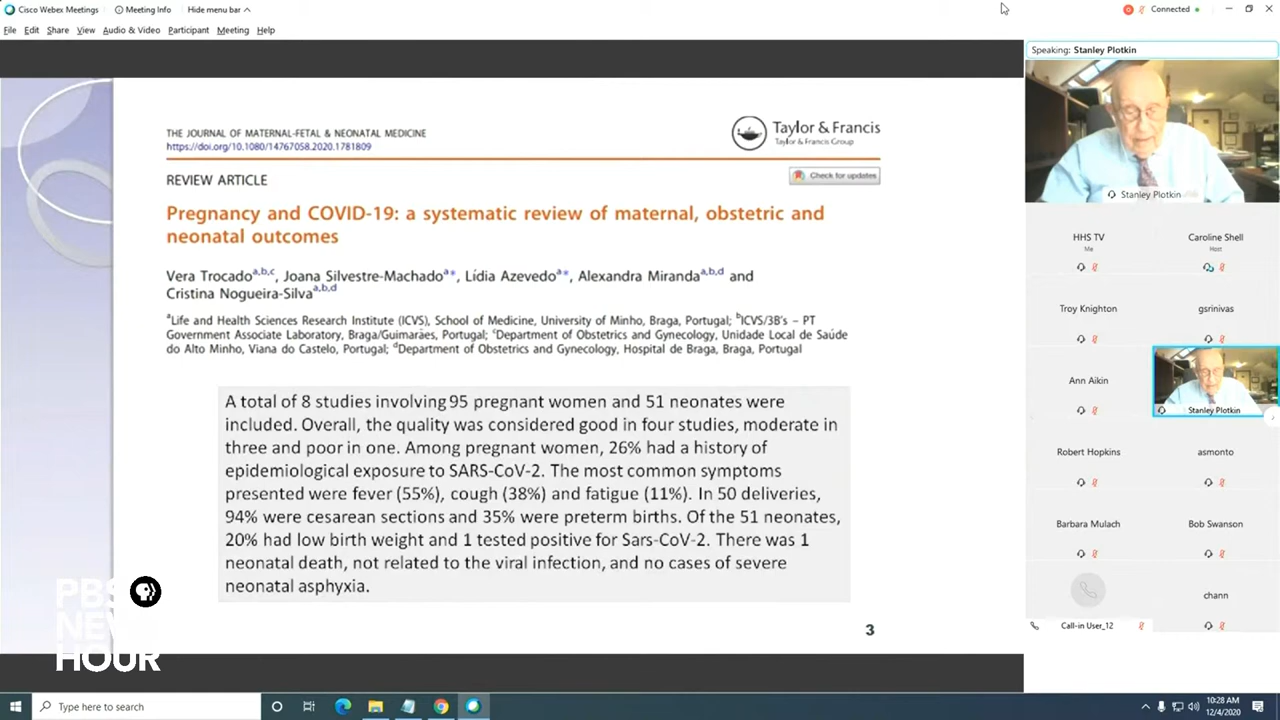 Cisco Webex Meetings
Meeting Info
Hide menu bar
Connected
File Edit Share View Audio & Video Participant Meeting Help
Speaking: Stanley Plotkin
THE JOURNAL OF MATERNAL-FETAL & NEONATAL MEDICINE
https://doi.org/10.1080/14767058.2020.1781809
Taylor & Francis
Taylor & Francis Group
REVIEW ARTICLE
Check for updates
Pregnancy and COVID-19: a systematic review of maternal, obstetric and
neonatal outcomes
Vera Trocado^a,b,c, Joana Silvestre-Machado^a*, Lídia Azevedo^a*, Alexandra Miranda^a,b,d and
Cristina Nogueira-Silva^a,b,d
^aLife and Health Sciences Research Institute (ICVS), School of Medicine, University of Minho, Braga, Portugal; ^bICVS/3B's – PT
Government Associate Laboratory, Braga/Guimarães, Portugal; ^cDepartment of Obstetrics and Gynecology, Unidade Local de Saúde
do Alto Minho, Viana do Castelo, Portugal; ^dDepartment of Obstetrics and Gynecology, Hospital de Braga, Braga, Portugal
A total of 8 studies involving 95 pregnant women and 51 neonates were
included. Overall, the quality was considered good in four studies, moderate in
three and poor in one. Among pregnant women, 26% had a history of
epidemiological exposure to SARS-CoV-2. The most common symptoms
presented were fever (55%), cough (38%) and fatigue (11%). In 50 deliveries,
94% were cesarean sections and 35% were preterm births. Of the 51 neonates,
20% had low birth weight and 1 tested positive for Sars-CoV-2. There was 1
neonatal death, not related to the viral infection, and no cases of severe
neonatal asphyxia.
3
PBS
NEWS
HOUR
Stanley Plotkin
HHS TV
Me
Caroline Shell
Host
Troy Knighton
gsrinivas
Ann Aikin
Stanley Plotkin
Robert Hopkins
asmonto
Barbara Mulach
Bob Swanson
Call-in User_12
chann
Type here to search
10:28 AM
12/4/2020